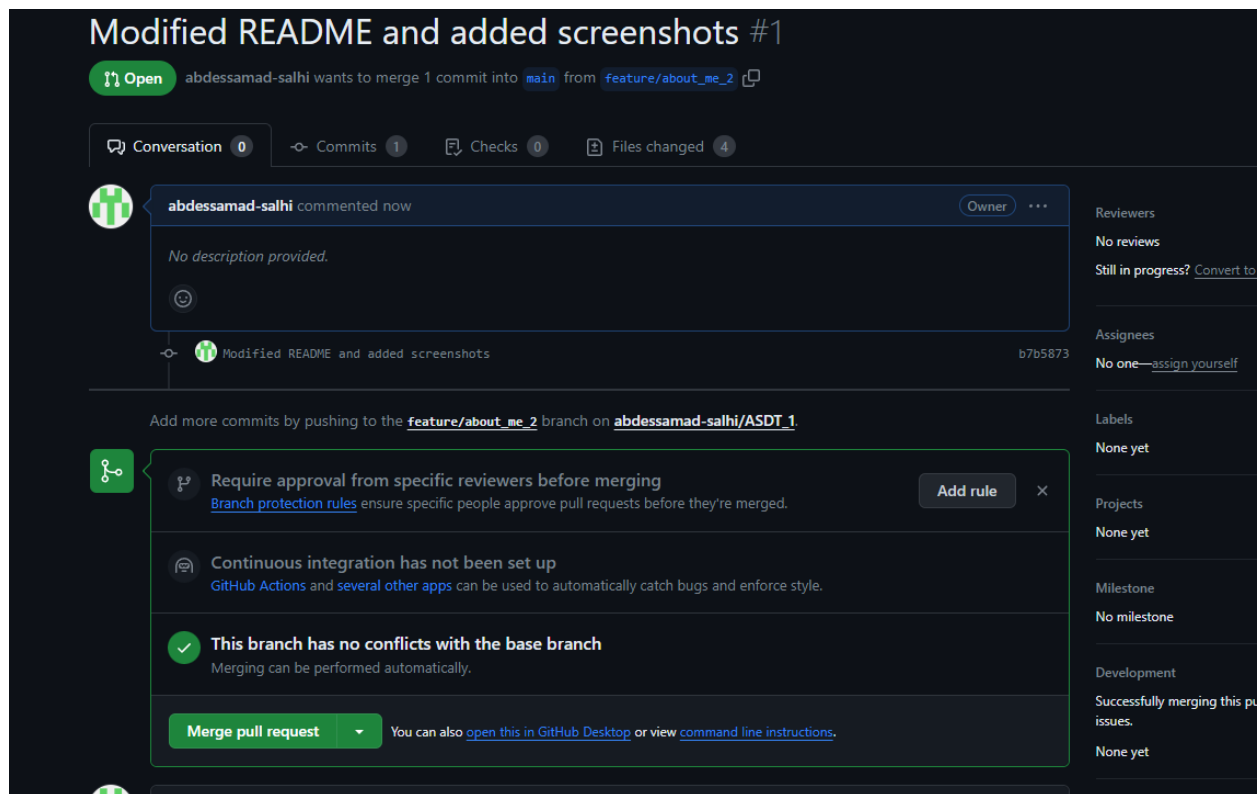 Modified README and added screenshots #1
Open abdessamad-salhi wants to merge 1 commit into main from feature/about_me_2
Conversation 0 Commits 1 Checks 0 Files changed 4
abdessamad-salhi commented now Owner
No description provided.
Modified README and added screenshots b7b5873
Add more commits by pushing to the feature/about_me_2 branch on abdessamad-salhi/ASDT_1.
Require approval from specific reviewers before merging
Branch protection rules ensure specific people approve pull requests before they're merged.
Add rule
Continuous integration has not been set up
GitHub Actions and several other apps can be used to automatically catch bugs and enforce style.
This branch has no conflicts with the base branch
Merging can be performed automatically.
Merge pull request You can also open this in GitHub Desktop or view command line instructions.
Reviewers
No reviews
Still in progress? Convert to
Assignees
No one—assign yourself
Labels
None yet
Projects
None yet
Milestone
No milestone
Development
Successfully merging this pu
issues.
None yet